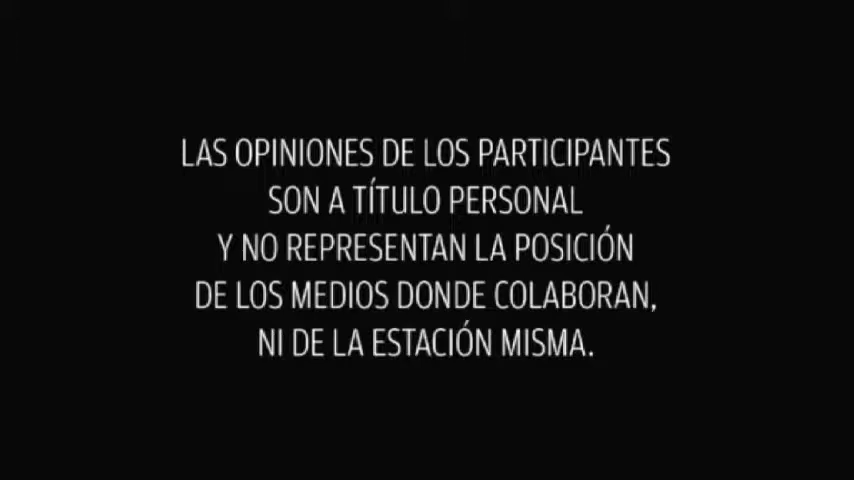 LAS OPINIONES DE LOS PARTICIPANTES
SON A TÍTULO PERSONAL
Y NO REPRESENTAN LA POSICIÓN
DE LOS MEDIOS DONDE COLABORAN,
NI DE LA ESTACIÓN MISMA.